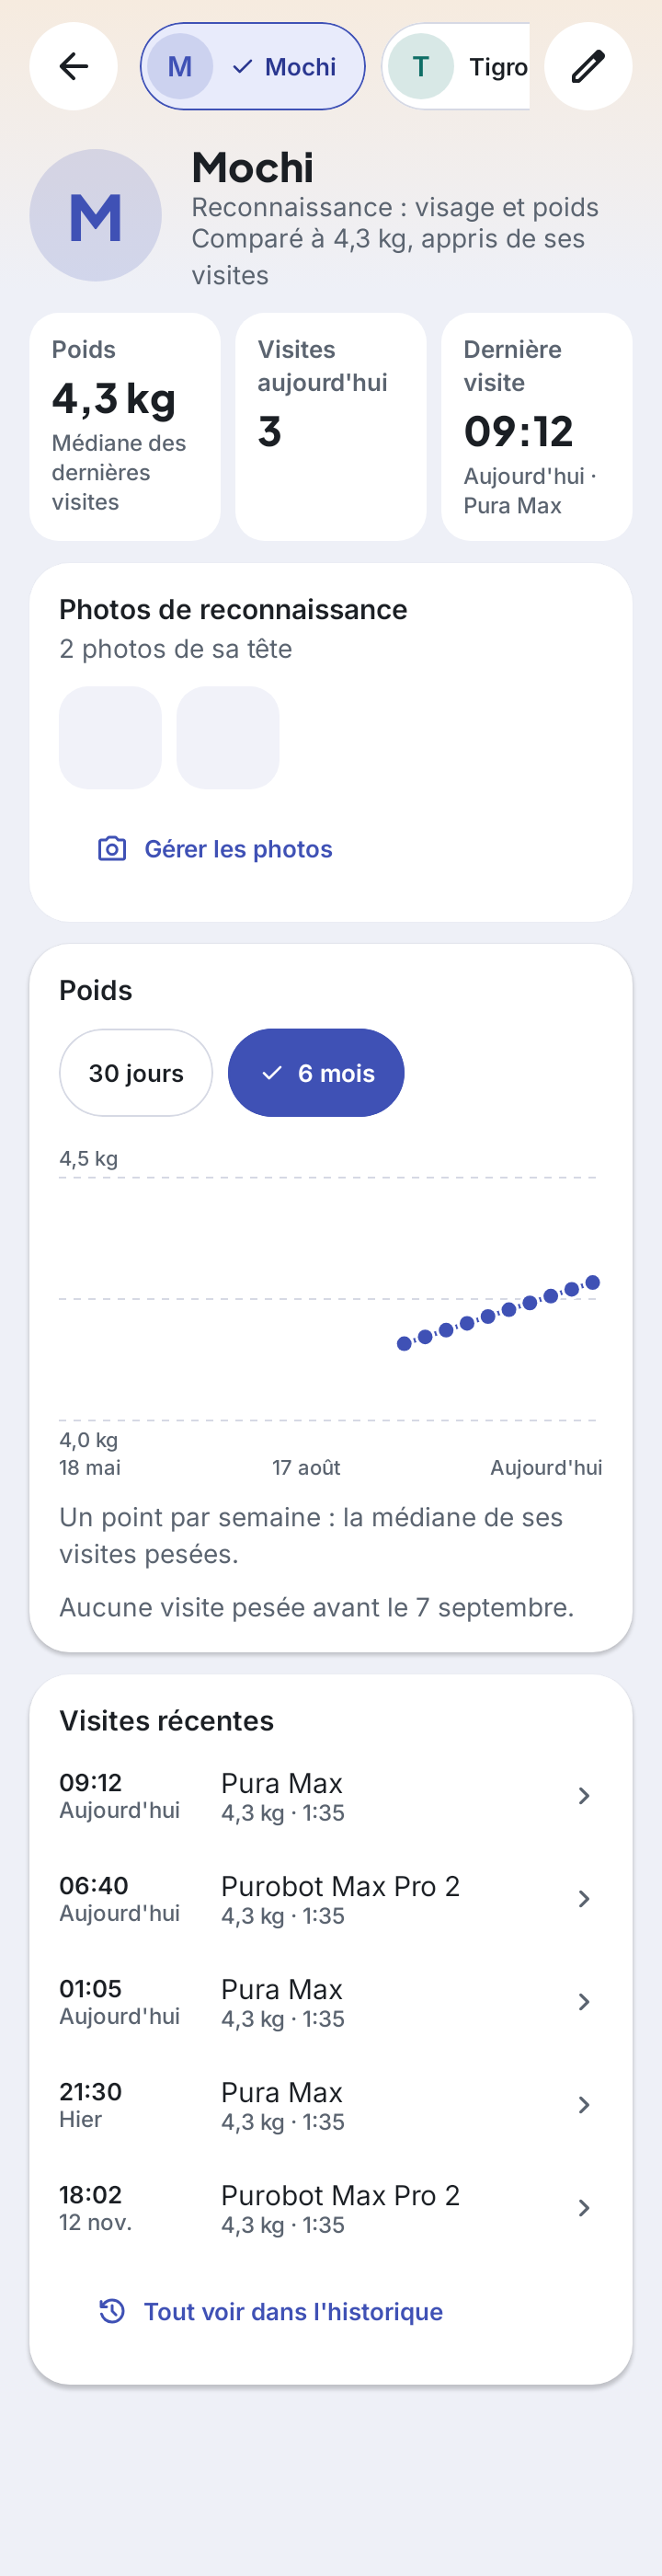 M
Mochi
T
Tigro
M
Mochi
Reconnaissance : visage et poids
Comparé à 4,3 kg, appris de ses
visites
Poids
4,3 kg
Médiane des
dernières
visites
Visites
aujourd'hui
3
Dernière
visite
09:12
Aujourd'hui ·
Pura Max
Photos de reconnaissance
2 photos de sa tête
Gérer les photos
Poids
30 jours
6 mois
4,5 kg
4,0 kg
18 mai
17 août
Aujourd'hui
Un point par semaine : la médiane de ses
visites pesées.
Aucune visite pesée avant le 7 septembre.
Visites récentes
09:12
Aujourd'hui
Pura Max
4,3 kg · 1:35
06:40
Aujourd'hui
Purobot Max Pro 2
4,3 kg · 1:35
01:05
Aujourd'hui
Pura Max
4,3 kg · 1:35
21:30
Hier
Pura Max
4,3 kg · 1:35
18:02
12 nov.
Purobot Max Pro 2
4,3 kg · 1:35
Tout voir dans l'historique